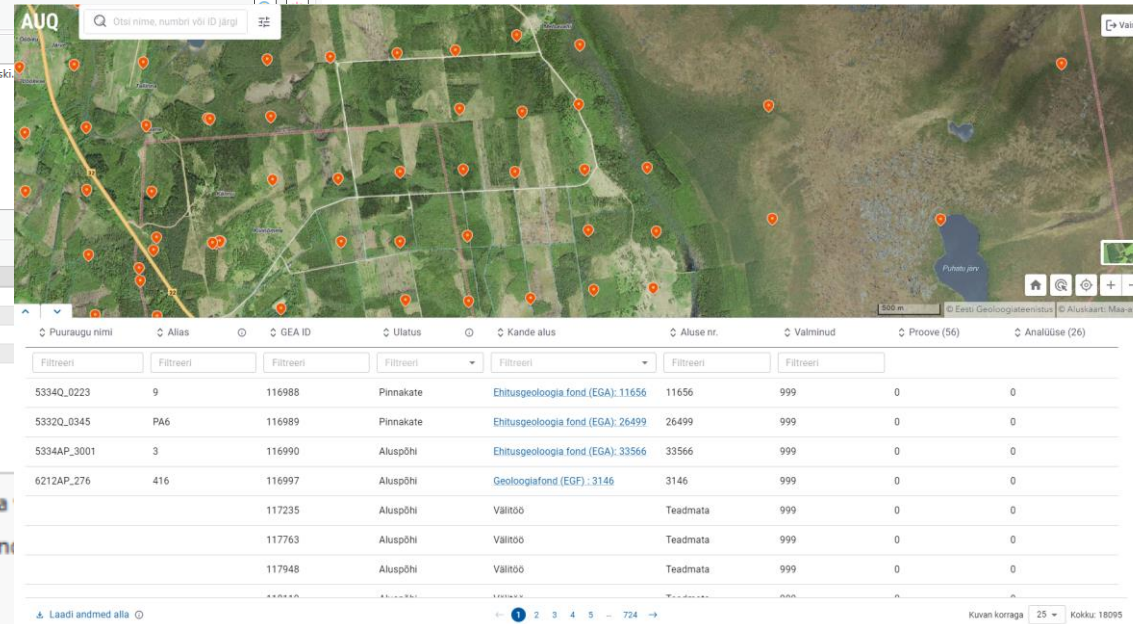 AUQ
Otsi nime, numbri või ID järgi
32
32
Puhatu järv
500 m
© Eesti Geoloogiateenistus © Aluskaart: Maa-a
Puuraugu nimi Alias GEA ID Ulatus Kande alus Aluse nr. Valminud Proove (56) Analüüse (26)
Filtreeri Filtreeri Filtreeri Filtreeri Filtreeri Filtreeri Filtreeri
5334Q_0223 9 116988 Pinnakate Ehitusgeoloogia fond (EGA): 11656 11656 999 0 0
5332Q_0345 PA6 116989 Pinnakate Ehitusgeoloogia fond (EGA): 26499 26499 999 0 0
5334AP_3001 3 116990 Aluspõhi Ehitusgeoloogia fond (EGA): 33566 33566 999 0 0
6212AP_276 416 116997 Aluspõhi Geoloogiafond (EGF) : 3146 3146 999 0 0
117235 Aluspõhi Välitöö Teadmata 999 0 0
117763 Aluspõhi Välitöö Teadmata 999 0 0
117948 Aluspõhi Välitöö Teadmata 999 0 0
Laadi andmed alla ← 1 2 3 4 5 … 724 → Kuvan korraga 25 Kokku: 18095